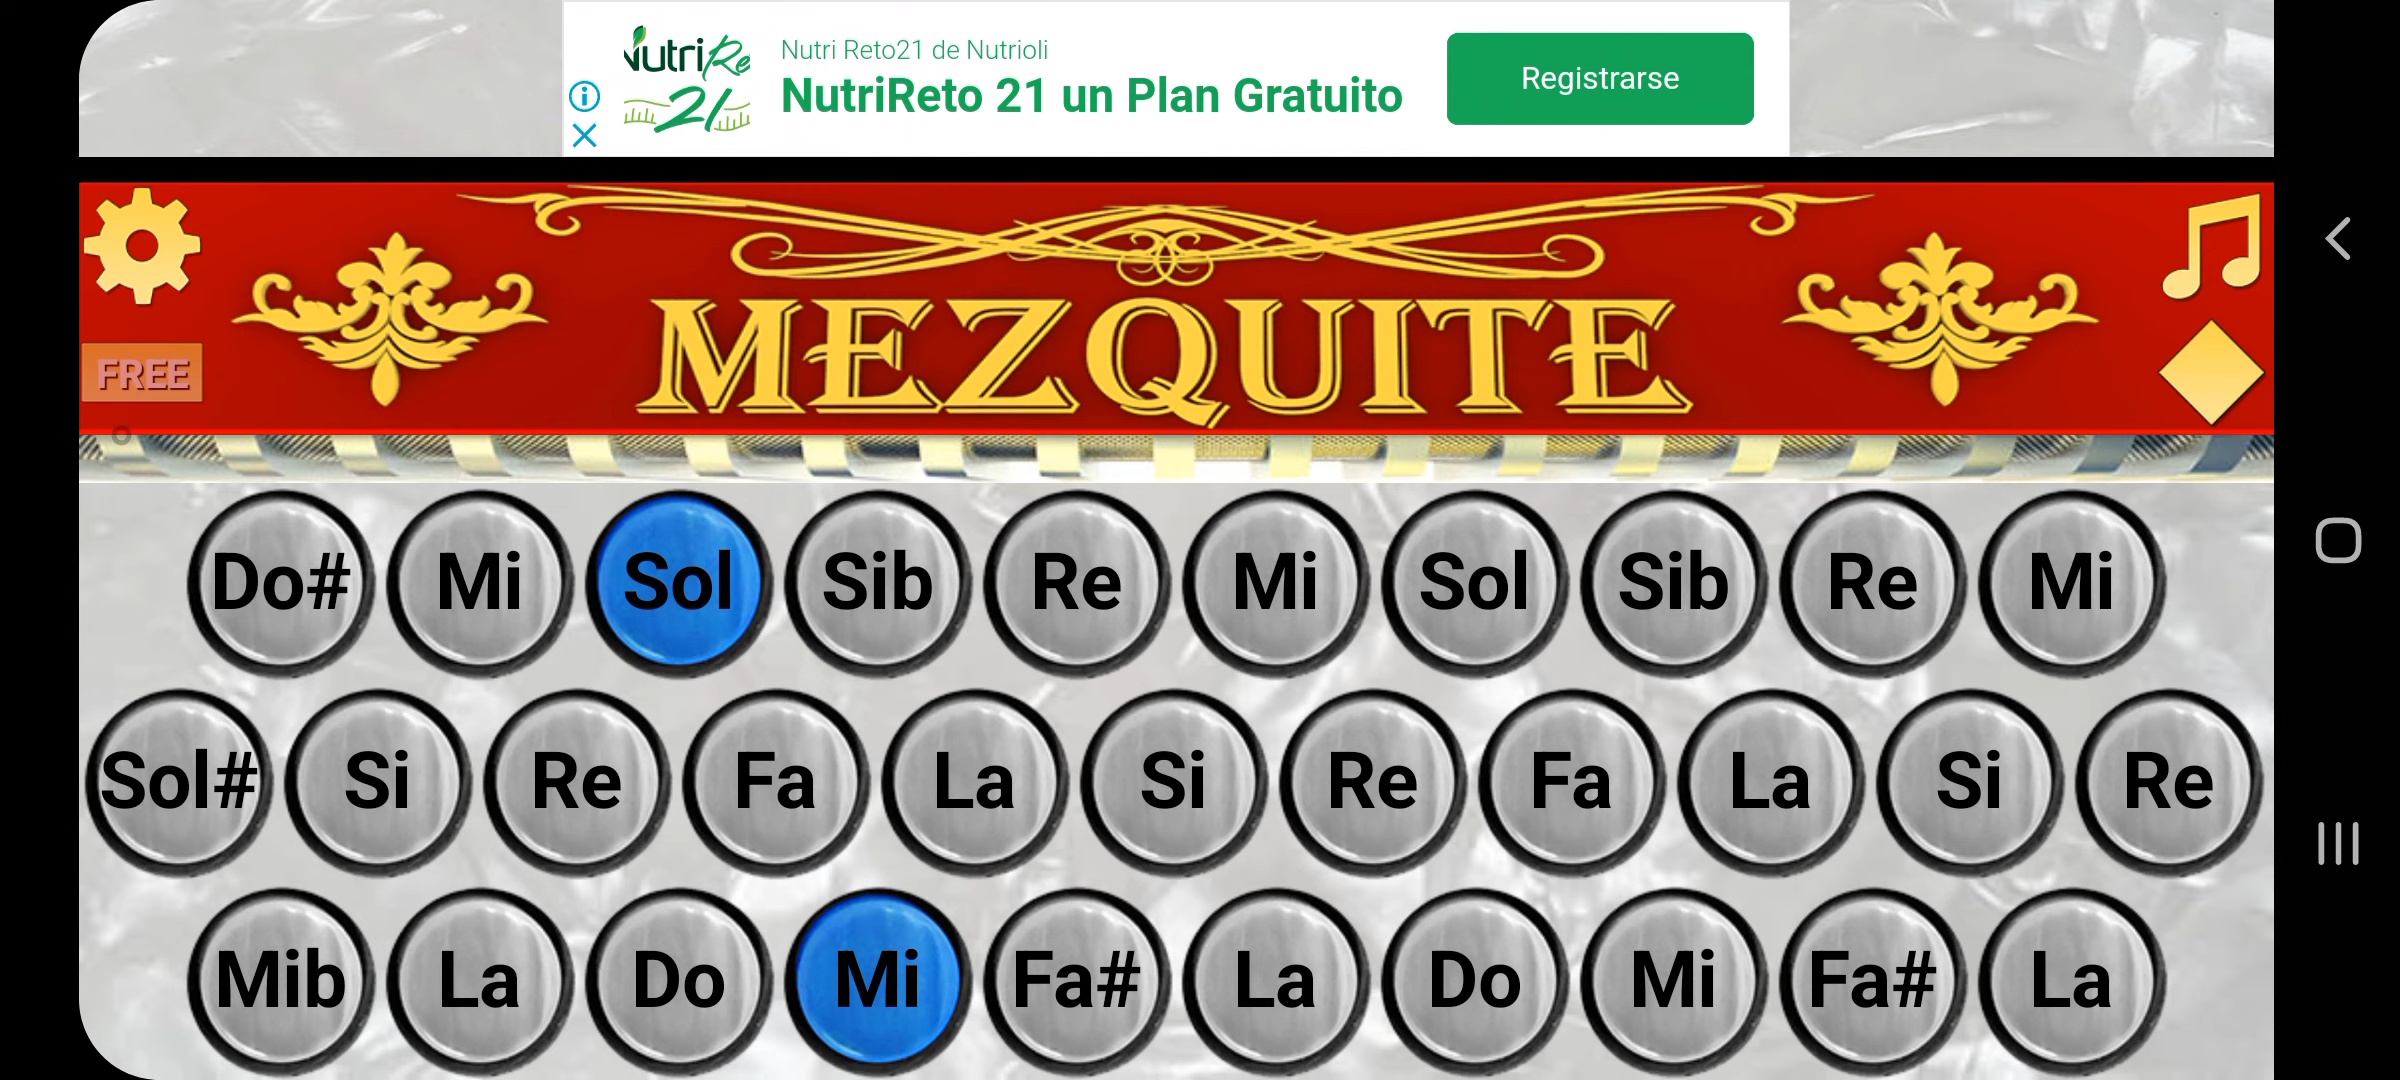 NutriRe
21
Nutri Reto21 de Nutrioli
NutriReto 21 un Plan Gratuito
Registrarse
MEZQUITE
FREE
Do# Mi Sol Sib Re Mi Sol Sib Re Mi
Sol# Si Re Fa La Si Re Fa La Si Re
Mib La Do Mi Fa# La Do Mi Fa# La